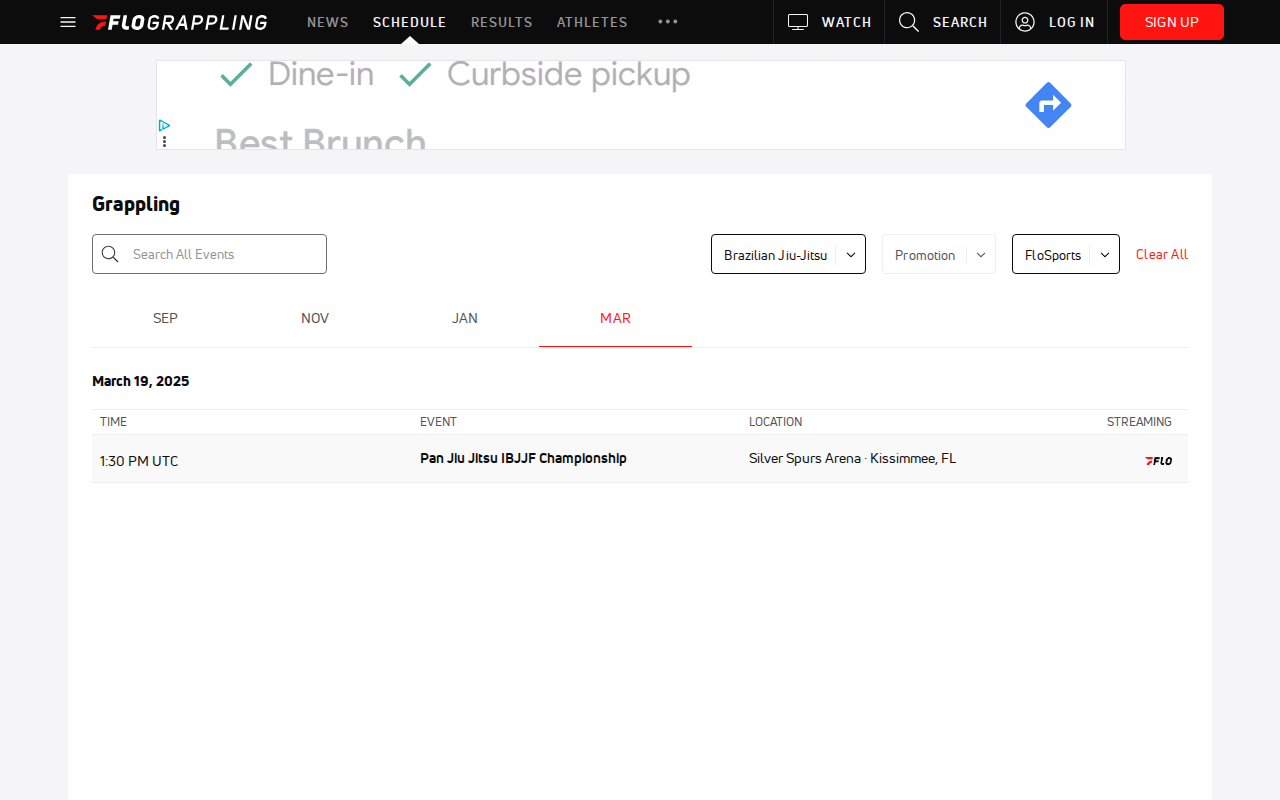 FLOGRAPPLING NEWS SCHEDULE RESULTS ATHLETES WATCH SEARCH LOG IN SIGN UP
Dine-in Curbside pickup
Best Brunch
Grappling
Search All Events Brazilian Jiu-Jitsu Promotion FloSports Clear All
SEP NOV JAN MAR
March 19, 2025
TIME EVENT LOCATION STREAMING
1:30 PM UTC Pan Jiu Jitsu IBJJF Championship Silver Spurs Arena · Kissimmee, FL FLO